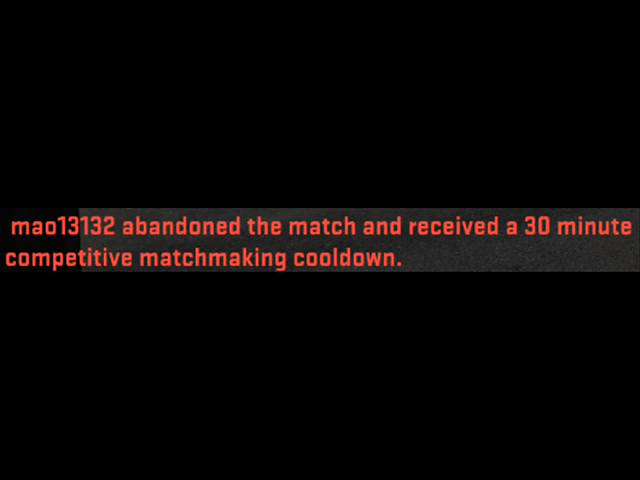 mao13132 abandoned the match and received a 30 minute
competitive matchmaking cooldown.